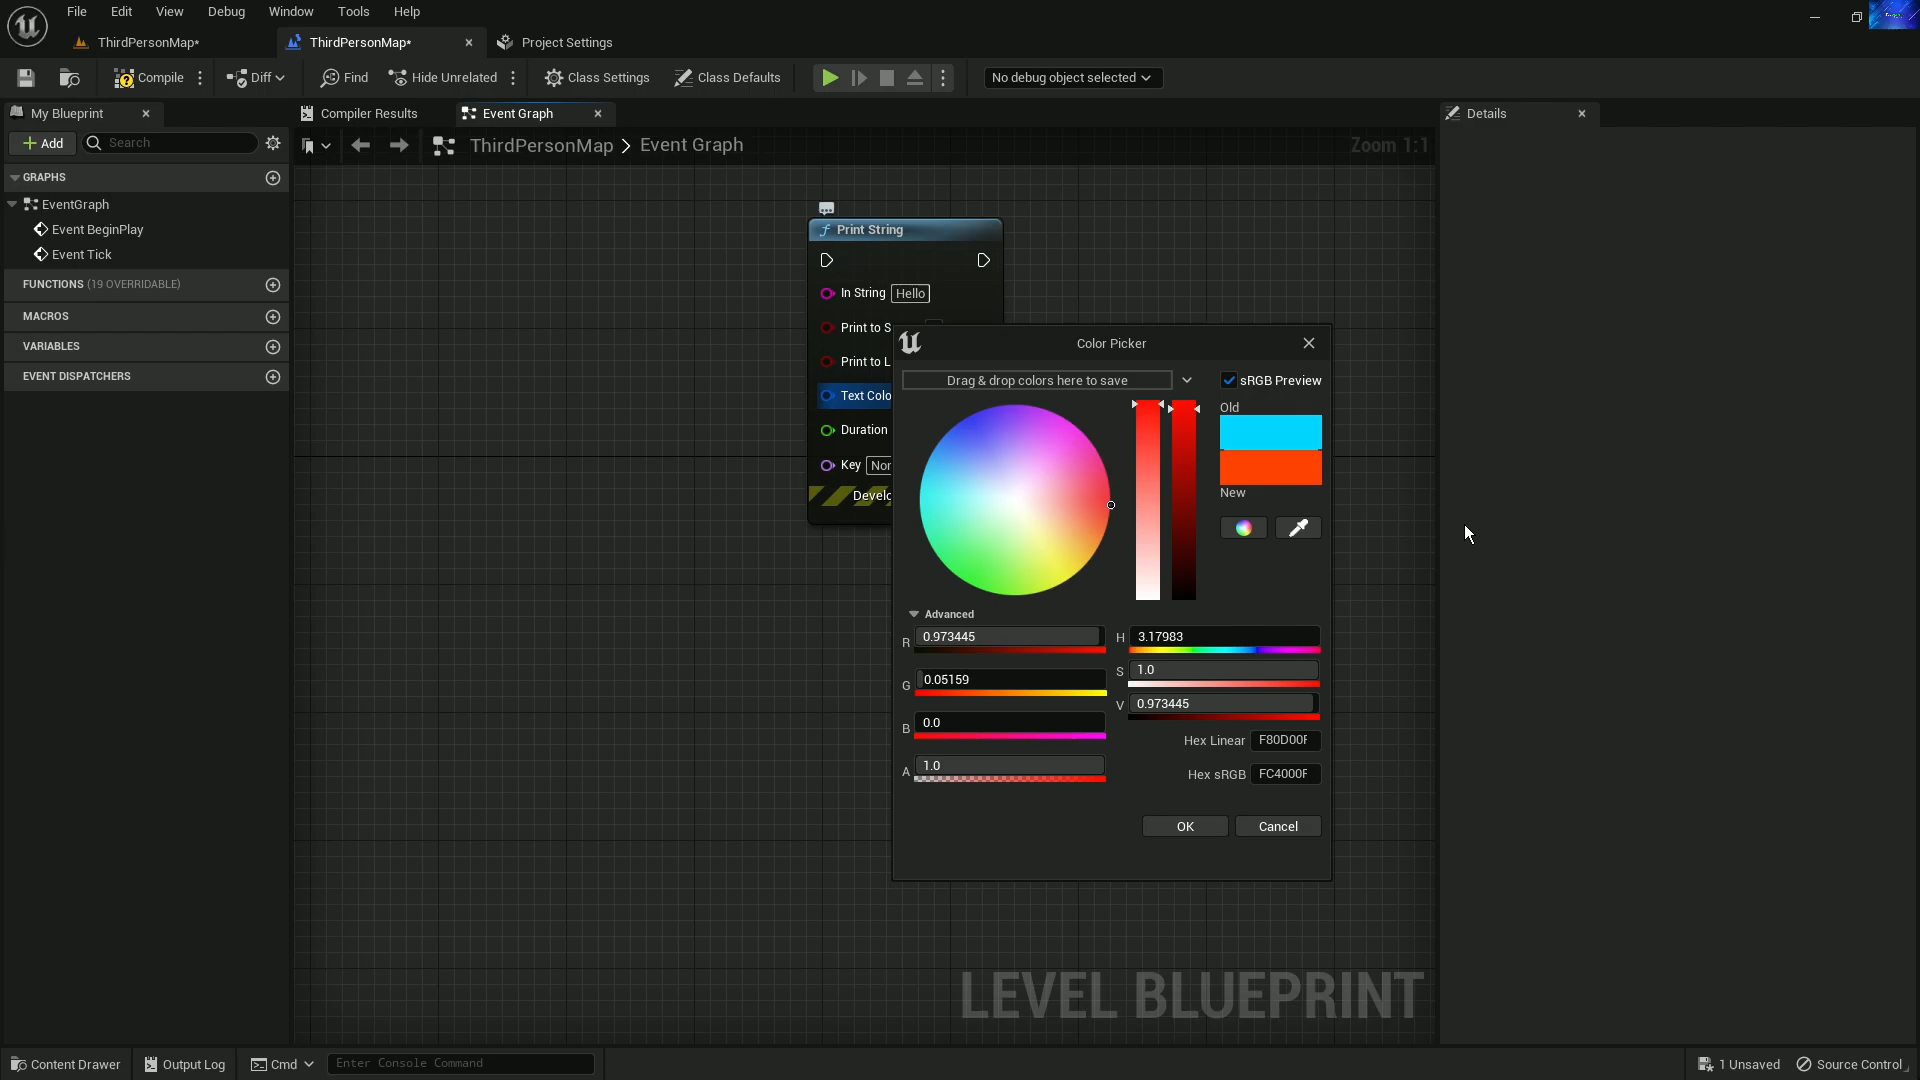 File Edit View Debug Window Tools Help
ThirdPersonMap* ThirdPersonMap* Project Settings
Compile Diff Find Hide Unrelated Class Settings Class Defaults No debug object selected
My Blueprint Compiler Results Event Graph Details
Add Search ThirdPersonMap > Event Graph Zoom 1:1
GRAPHS
EventGraph
Event BeginPlay
Event Tick
FUNCTIONS (19 OVERRIDABLE)
MACROS
VARIABLES
EVENT DISPATCHERS
Print String
In String Hello
Print to S
Print to L
Text Colo
Duration
Key Nor
Develo
Color Picker
Drag & drop colors here to save sRGB Preview
Old
New
Advanced
R 0.973445 H 3.17983
G 0.05159 S 1.0
B 0.0 V 0.973445
A 1.0 Hex Linear F80D00F
Hex sRGB FC4000F
OK Cancel
LEVEL BLUEPRINT
Content Drawer Output Log Cmd Enter Console Command 1 Unsaved Source Control